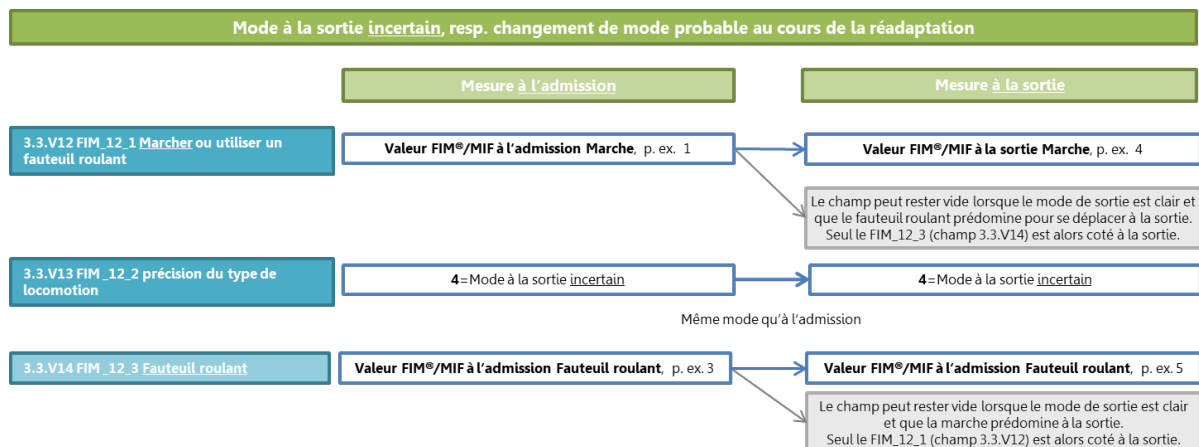 Mode à la sortie incertain, resp. changement de mode probable au cours de la réadaptation
Mesure à l'admission
Mesure à la sortie
3.3.V12 FIM_12_1 Marcher ou utiliser un
fauteuil roulant
Valeur FIM®/MIF à l'admission Marche, p. ex. 1
Valeur FIM®/MIF à la sortie Marche, p. ex. 4
Le champ peut rester vide lorsque le mode de sortie est clair et
que le fauteuil roulant prédomine pour se déplacer à la sortie.
Seul le FIM_12_3 (champ 3.3.V14) est alors coté à la sortie.
3.3.V13 FIM _12_2 précision du type de
locomotion
4=Mode à la sortie incertain
4=Mode à la sortie incertain
Même mode qu'à l'admission
3.3.V14 FIM _12_3 Fauteuil roulant
Valeur FIM®/MIF à l'admission Fauteuil roulant, p. ex. 3
Valeur FIM®/MIF à l'admission Fauteuil roulant, p. ex. 5
Le champ peut rester vide lorsque le mode de sortie est clair
et que la marche prédomine à la sortie.
Seul le FIM_12_1 (champ 3.3.V12) est alors coté à la sortie.